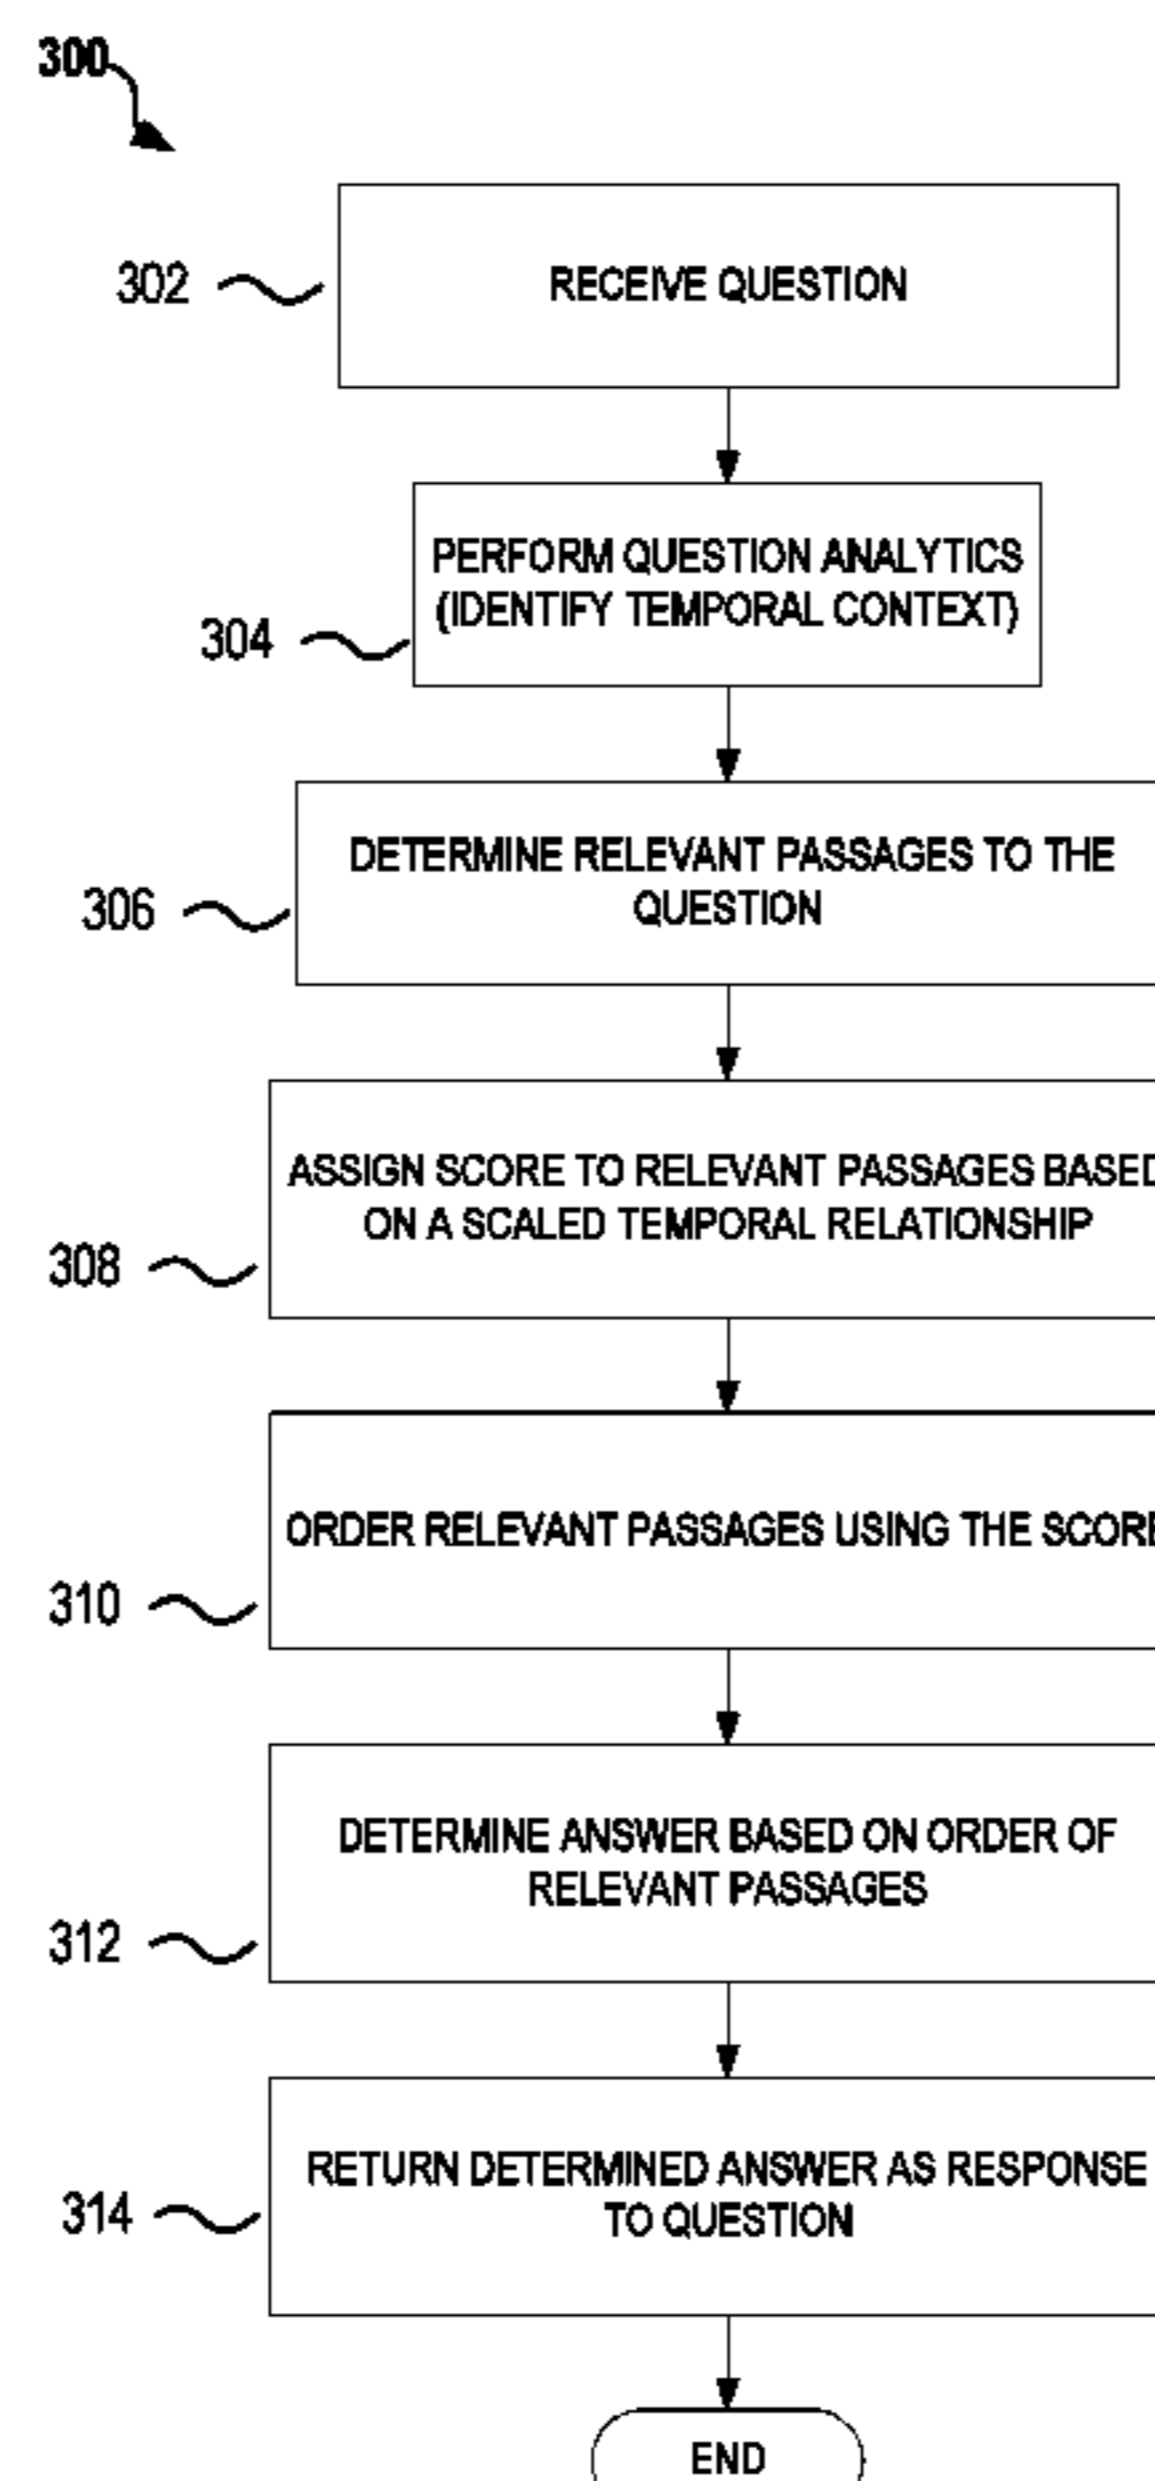 300
302
RECEIVE QUESTION
PERFORM QUESTION ANALYTICS
(IDENTIFY TEMPORAL CONTEXT)
304
DETERMINE RELEVANT PASSAGES TO THE
QUESTION
306
ASSIGN SCORE TO RELEVANT PASSAGES BASED
ON A SCALED TEMPORAL RELATIONSHIP
308
ORDER RELEVANT PASSAGES USING THE SCORE
310
DETERMINE ANSWER BASED ON ORDER OF
RELEVANT PASSAGES
312
RETURN DETERMINED ANSWER AS RESPONSE
TO QUESTION
314
END